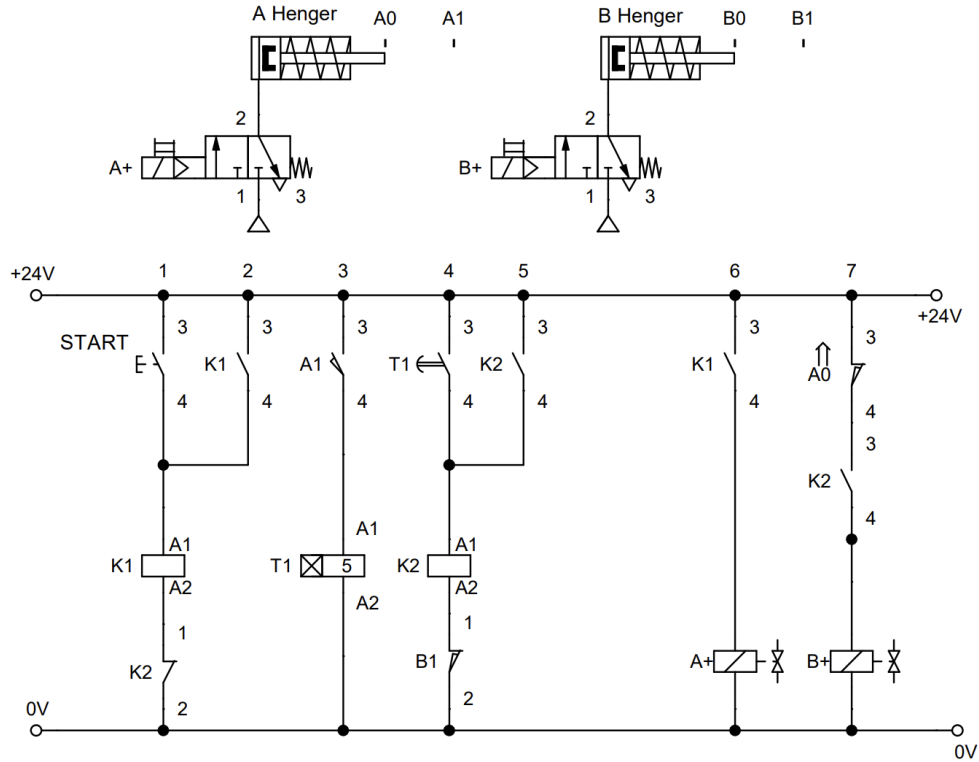 A Henger A0 A1 B Henger B0 B1
2 2
A+ B+
1 3 1 3
1 2 3 4 5 6 7
+24V +24V
3 3 3 3 3 3 3
START K1 A1 T1 K2 K1 A0
4 4 4 4 4 4 4
3
K2
4
A1 A1 A1
K1 T1 5 K2
A2 A2 A2
1 1
K2 B1 A+ B+
2 2
0V 0V